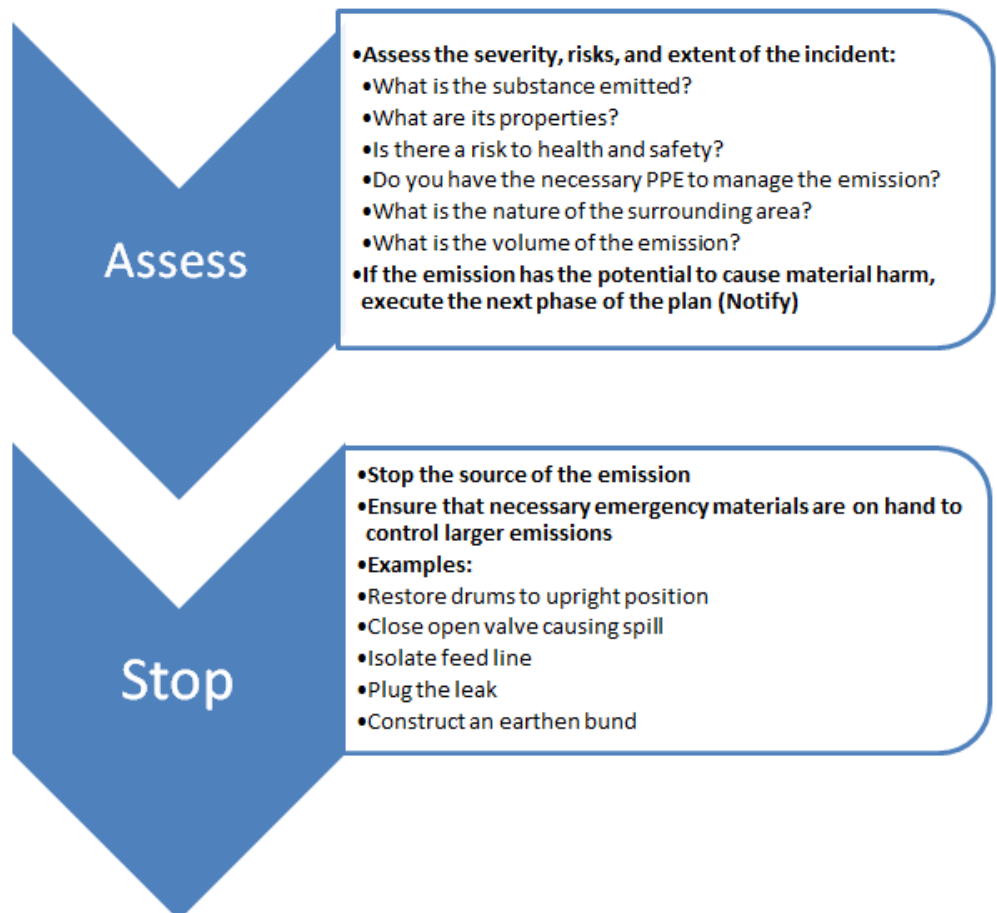 Assess
•Assess the severity, risks, and extent of the incident:
•What is the substance emitted?
•What are its properties?
•Is there a risk to health and safety?
•Do you have the necessary PPE to manage the emission?
•What is the nature of the surrounding area?
•What is the volume of the emission?
•If the emission has the potential to cause material harm,
execute the next phase of the plan (Notify)
Stop
•Stop the source of the emission
•Ensure that necessary emergency materials are on hand to
control larger emissions
•Examples:
•Restore drums to upright position
•Close open valve causing spill
•Isolate feed line
•Plug the leak
•Construct an earthen bund